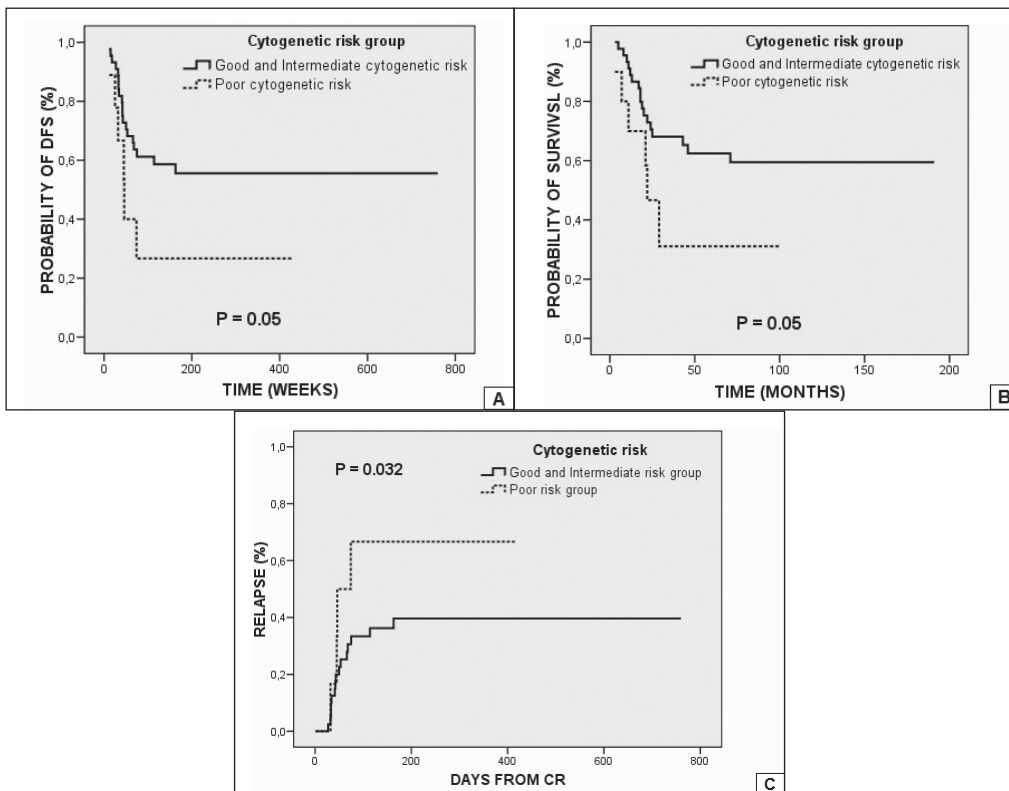 Cytogenetic risk group
Good and Intermediate cytogenetic risk
Poor cytogenetic risk
PROBABILITY OF DFS (%)
1,0
0,8
0,6
0,4
0,2
0,0
P = 0.05
0 200 400 600 800
TIME (WEEKS)
A
Cytogenetic risk group
Good and Intermediate cytogenetic risk
Poor cytogenetic risk
PROBABILITY OF SURVIVSL (%)
1,0
0,8
0,6
0,4
0,2
0,0
P = 0.05
0 50 100 150 200
TIME (MONTHS)
B
P = 0.032
Cytogenetic risk
Good and Intermediate risk group
Poor risk group
RELAPSE (%)
1,0
0,8
0,6
0,4
0,2
0,0
0 200 400 600 800
DAYS FROM CR
C